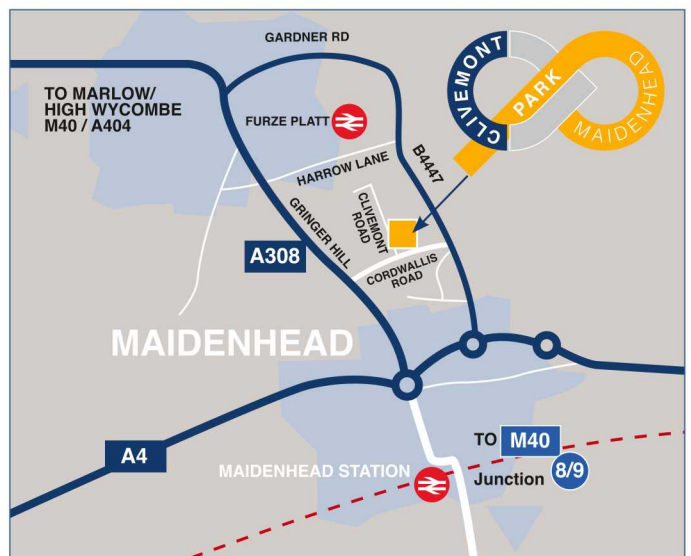 GARDNER RD
TO MARLOW/
HIGH WYCOMBE
M40 / A404
FURZE PLATT
CLIVEMONT
PARK
MAIDENHEAD
HARROW LANE
B4447
CLIVEMONT
ROAD
GRINGER HILL
A308
CORDWALLIS
ROAD
MAIDENHEAD
A4
TO M40
MAIDENHEAD STATION
Junction 8/9